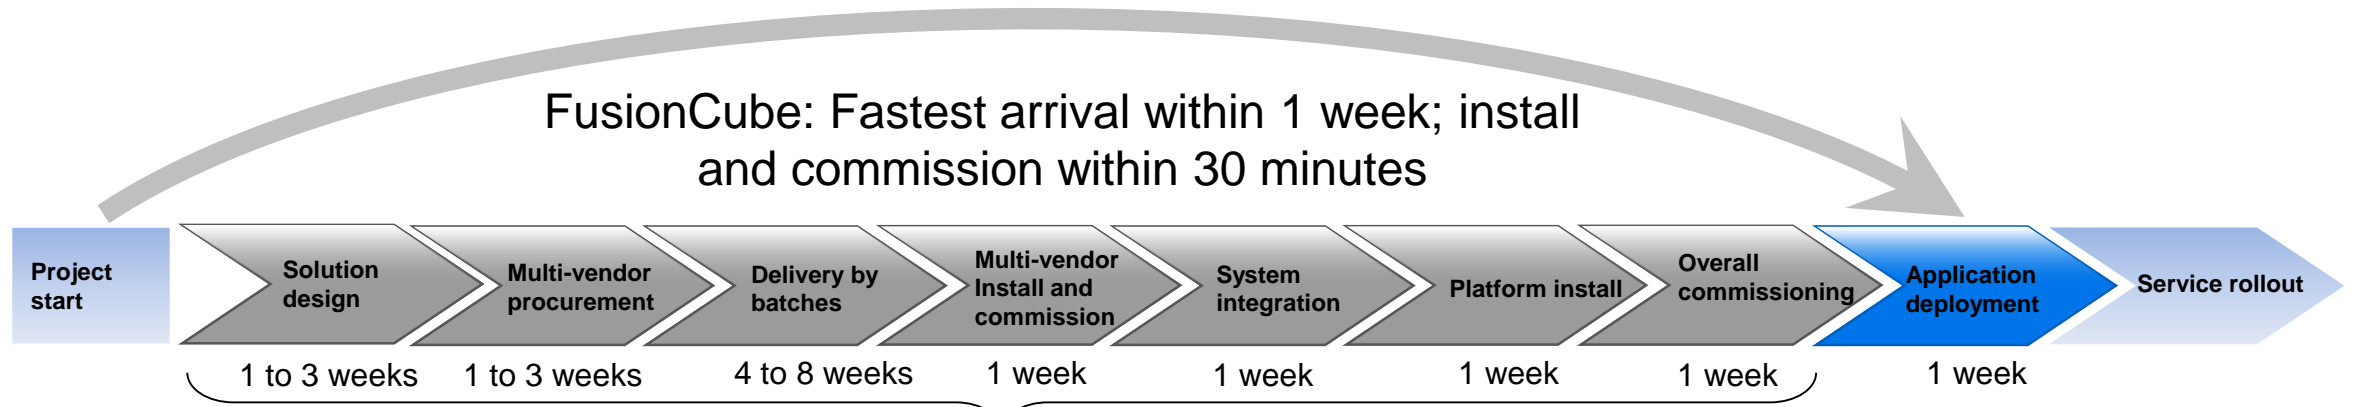 FusionCube: Fastest arrival within 1 week; install
and commission within 30 minutes
Project
start
Solution
design
Multi-vendor
procurement
Delivery by
batches
Multi-vendor
Install and
commission
System
integration
Platform install
Overall
commissioning
Application
deployment
Service rollout
1 to 3 weeks
1 to 3 weeks
4 to 8 weeks
1 week
1 week
1 week
1 week
1 week